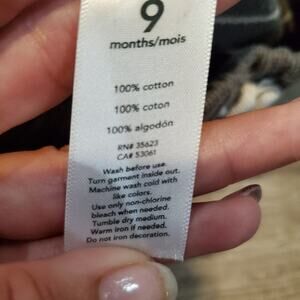 9
months/mois
100% cotton
100% coton
100% algodón
RN# 35623
CA# 53061
Wash before use.
Turn garment inside out.
Machine wash cold with
like colors.
Use only non-chlorine
bleach when needed.
Tumble dry medium.
Warm iron if needed.
Do not iron decoration.